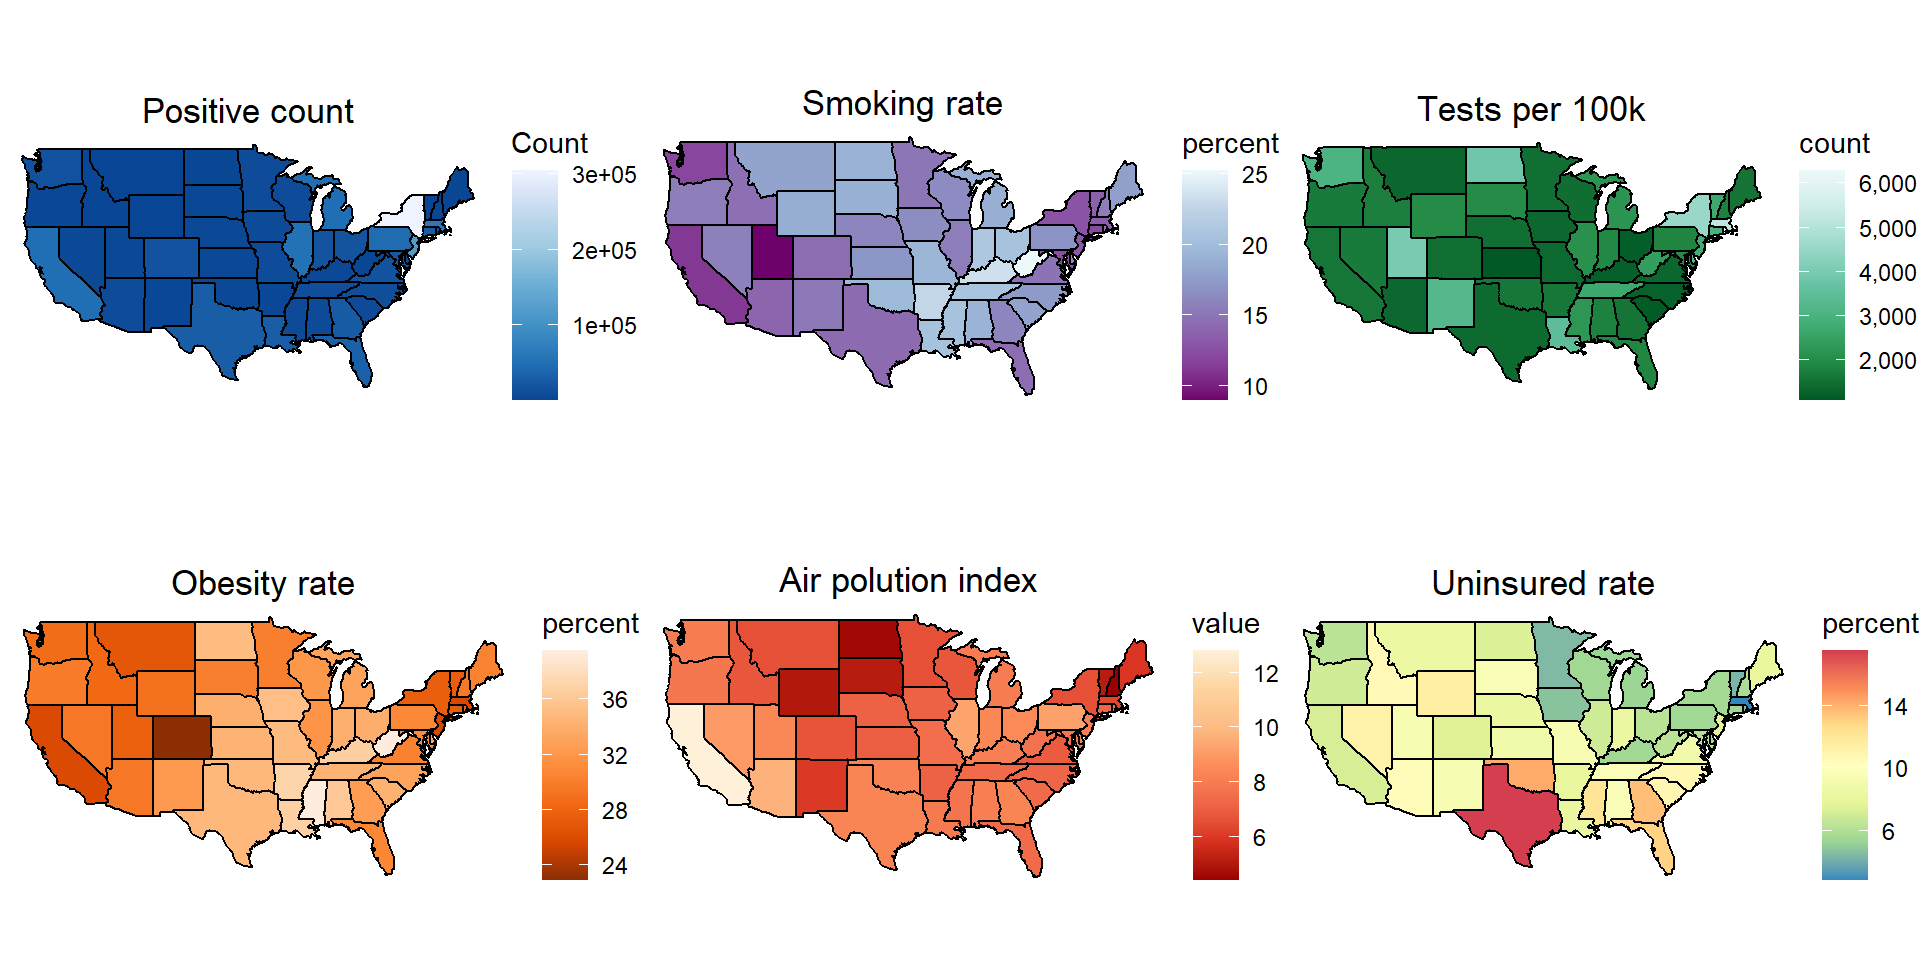 Positive count
Count
3e+05
2e+05
1e+05
Smoking rate
percent
25
20
15
10
Tests per 100k
count
6,000
5,000
4,000
3,000
2,000
Obesity rate
percent
36
32
28
24
Air polution index
value
12
10
8
6
Uninsured rate
percent
14
10
6